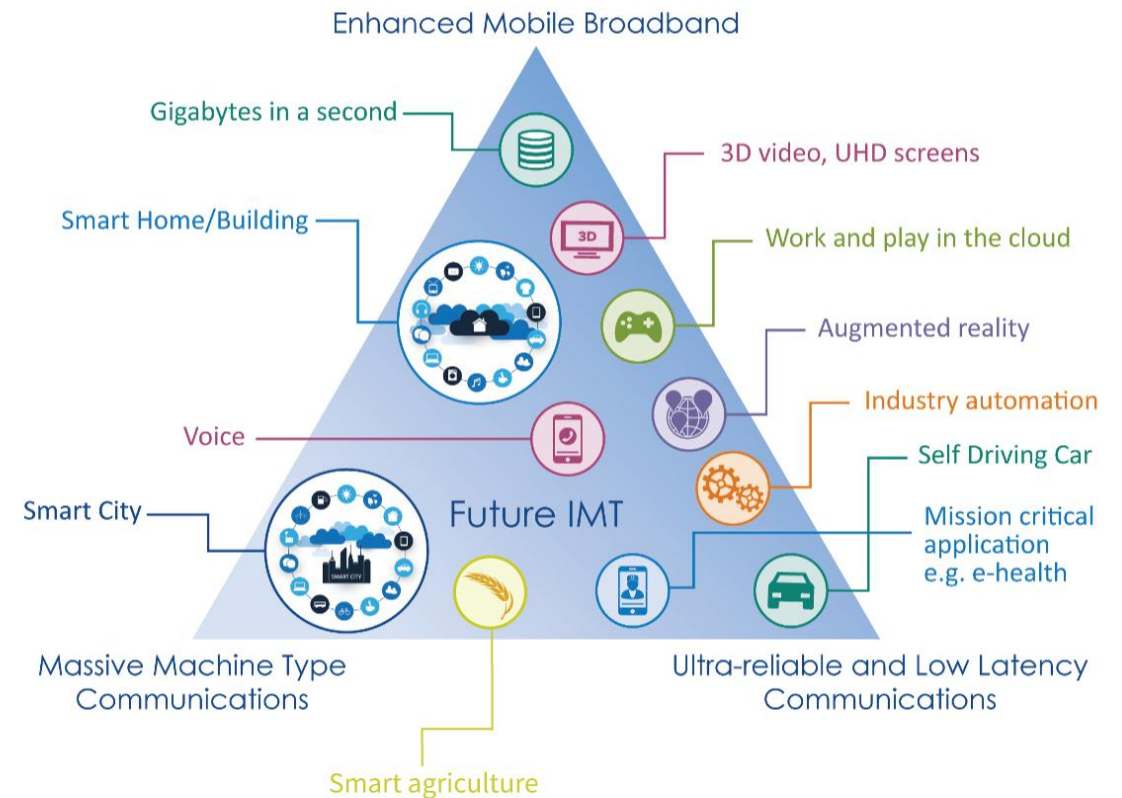 Enhanced Mobile Broadband
Gigabytes in a second
3D video, UHD screens
Smart Home/Building
3D
Work and play in the cloud
Augmented reality
Industry automation
Voice
Self Driving Car
Smart City
Future IMT
Mission critical
application
e.g. e-health
SMART CITY
Massive Machine Type
Communications
Ultra-reliable and Low Latency
Communications
Smart agriculture